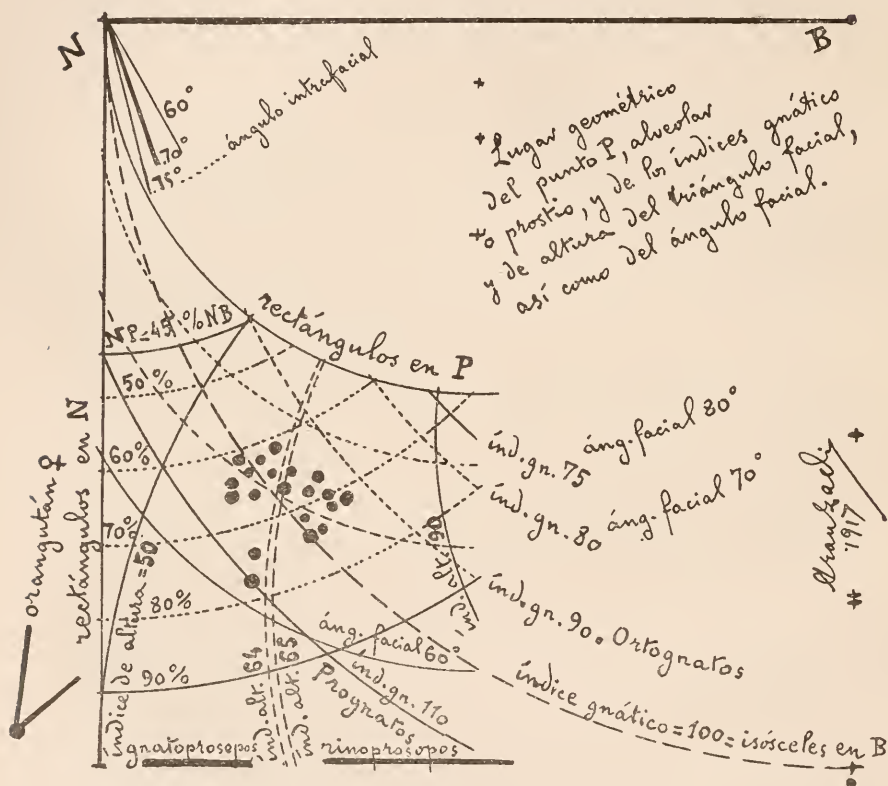 N
B
60°
70°
75°
ángulo intrafacial
Lugar geométrico
del punto P, alveolar
o prostio, y de los índices gnático
y de altura del triángulo facial,
así como del ángulo facial.
NP=45%NB
rectángulos en P
50%
60%
70%
80%
90%
orangután ♀
rectángulos en N
índice de altura=50
ind. alt. 64
ind. alt. 65
ind. alt. 90
ind. gn. 75
áng. facial 80°
ind. gn. 80
áng. facial 70°
1917
ind. gn. 90. Ortognatos
áng. facial 60°
ind. gn. 110
Prognatos
índice gnático=100=isósceles en B
gnatoprosopos
rinoprosopos